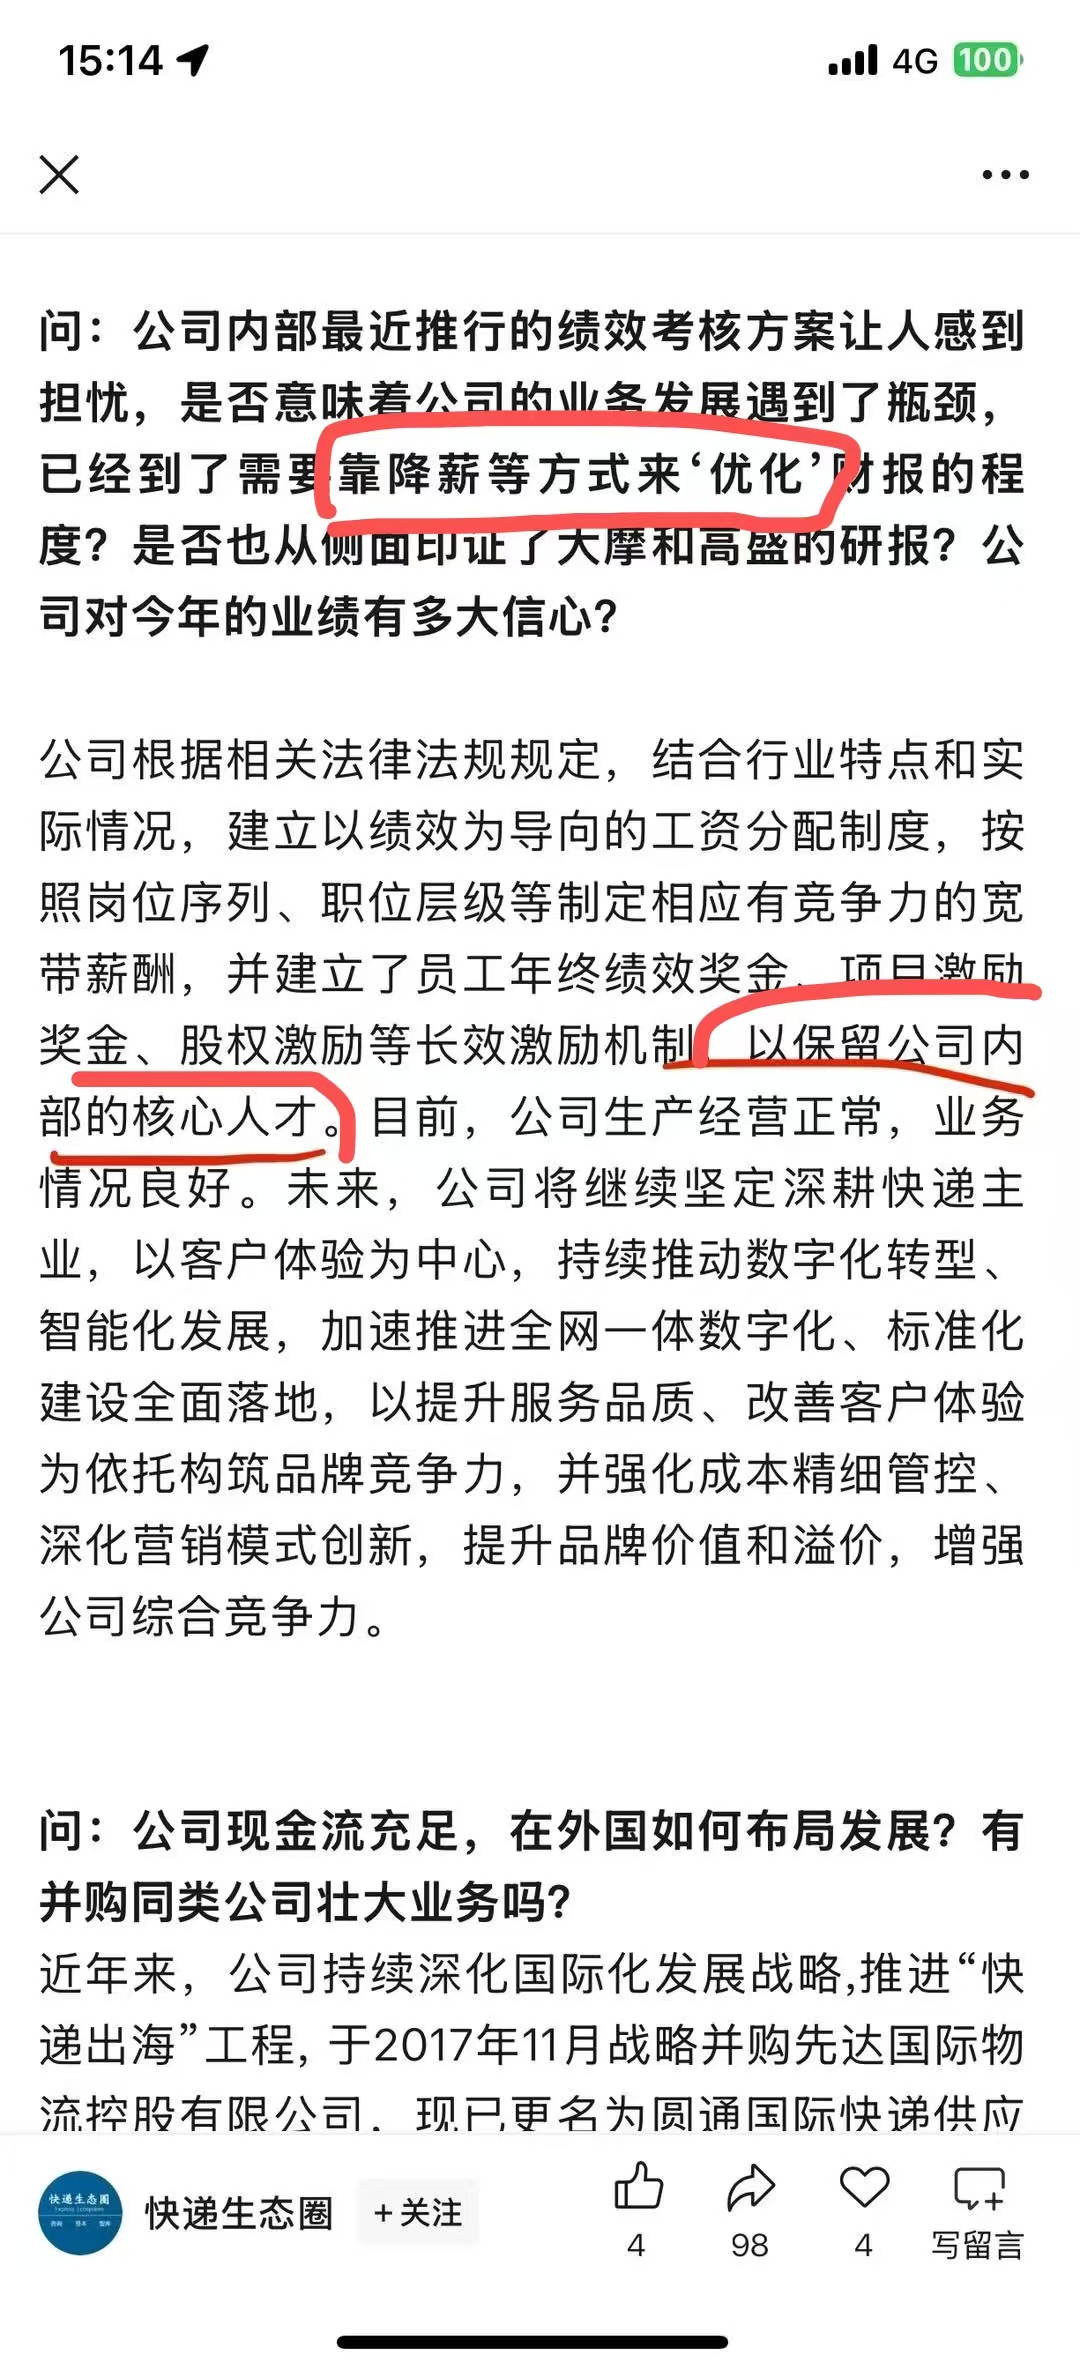 15:14
4G 100
问：公司内部最近推行的绩效考核方案让人感到
担忧，是否意味着公司的业务发展遇到了瓶颈，
已经到了需要靠降薪等方式来‘优化’财报的程
度？是否也从侧面印证了大摩和高盛的研报？公
司对今年的业绩有多大信心？
公司根据相关法律法规规定，结合行业特点和实
际情况，建立以绩效为导向的工资分配制度，按
照岗位序列、职位层级等制定相应有竞争力的宽
带薪酬，并建立了员工年终绩效奖金、项目激励
奖金、股权激励等长效激励机制 以保留公司内
部的核心人才。目前，公司生产经营正常，业务
情况良好。未来，公司将继续坚定深耕快递主
业，以客户体验为中心，持续推动数字化转型、
智能化发展，加速推进全网一体数字化、标准化
建设全面落地，以提升服务品质、改善客户体验
为依托构筑品牌竞争力，并强化成本精细管控、
深化营销模式创新，提升品牌价值和溢价，增强
公司综合竞争力。
问：公司现金流充足，在外国如何布局发展？有
并购同类公司壮大业务吗？
近年来，公司持续深化国际化发展战略,推进“快
递出海”工程，于2017年11月战略并购先达国际物
流控股有限公司，现已更名为圆通国际快递供应
快递生态圈
快递生态圈 +关注
4 98 4 写留言